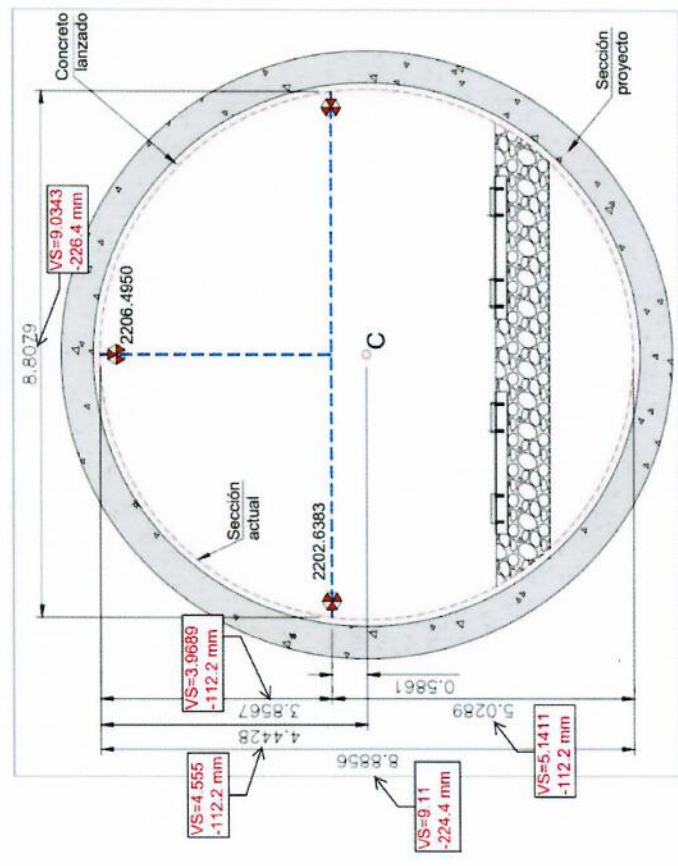 Concreto
lanzado
VS=9.0343
-226.4 mm
8.8079
2206.4950
Sección
actual
2202.6383
C
Sección
proyecto
VS=3.9689
-112.2 mm
VS=4.555
-112.2 mm
3.8567
4.4428
0.5861
5.0289
8.8856
VS=5.1411
-112.2 mm
VS=9.11
-224.4 mm